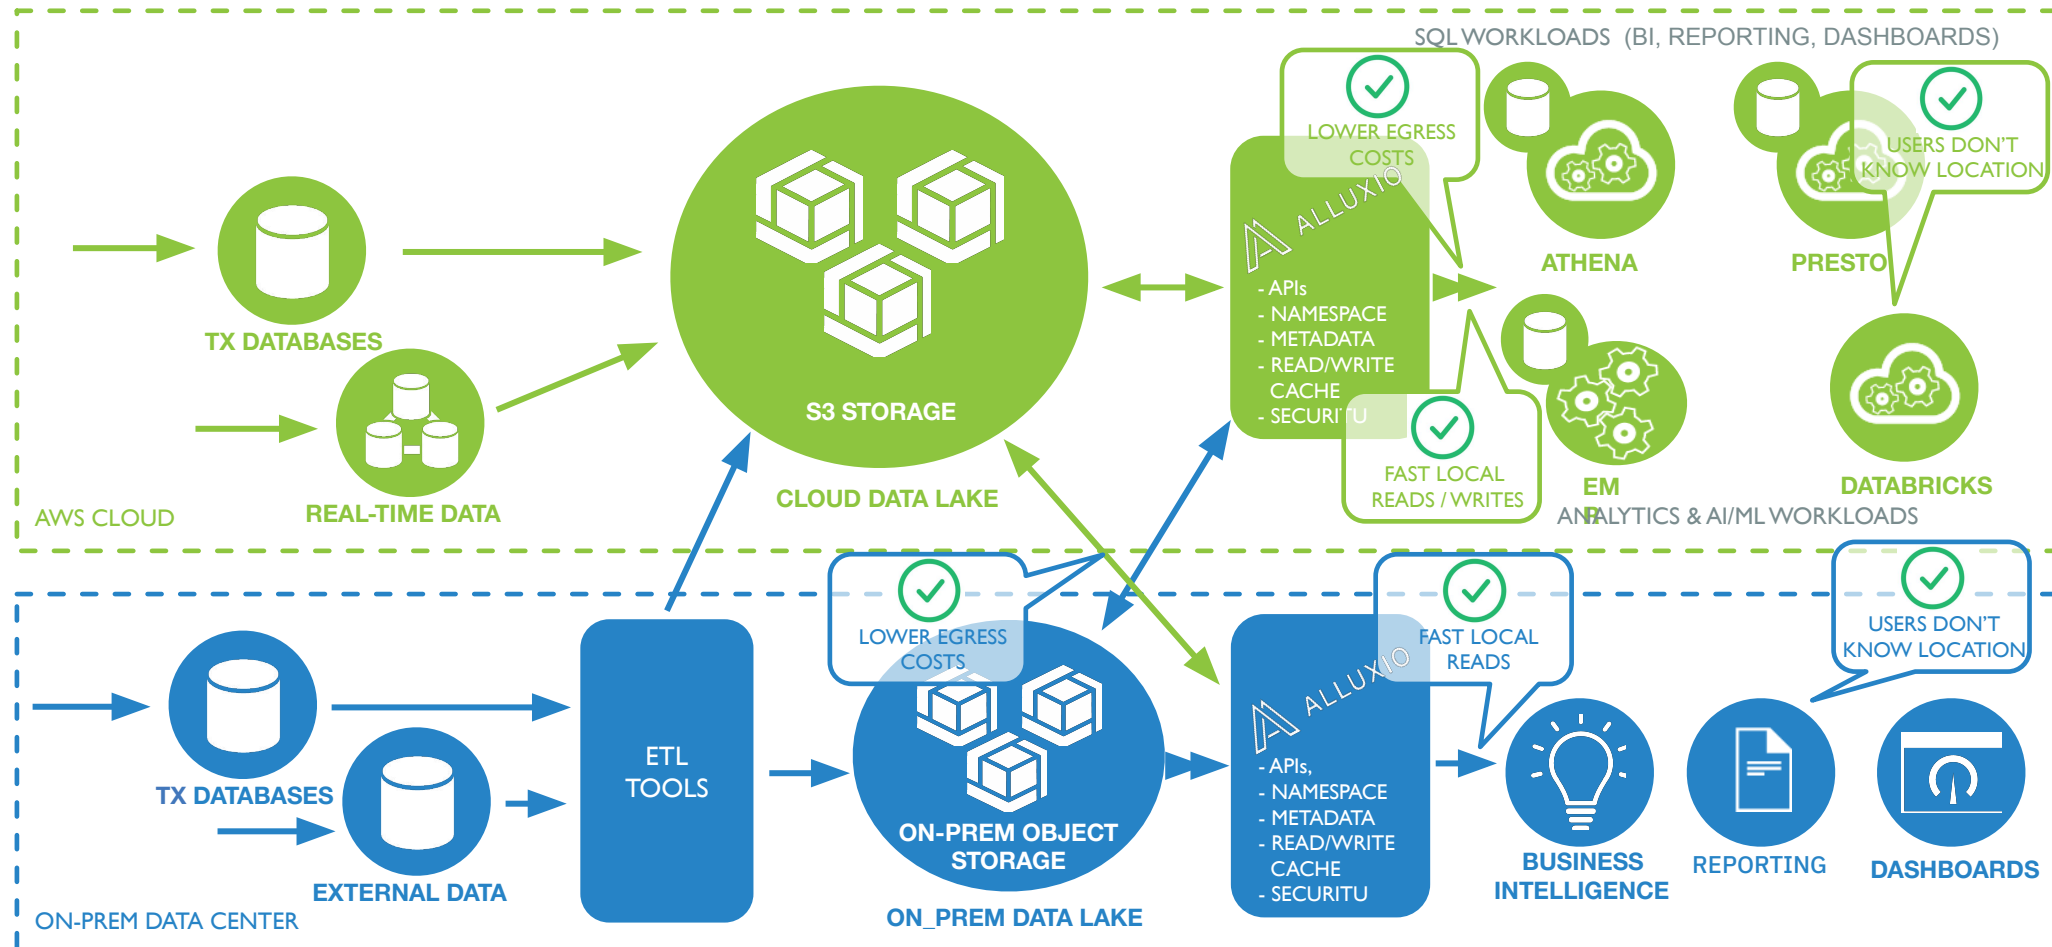 SQL WORKLOADS (BI, REPORTING, DASHBOARDS)
LOWER EGRESS
COSTS
USERS DON'T
KNOW LOCATION
ALLUXIO
- APIs
- NAMESPACE
- METADATA
- READ/WRITE
CACHE
- SECURITU
ATHENA
PRESTO
TX DATABASES
S3 STORAGE
CLOUD DATA LAKE
REAL-TIME DATA
AWS CLOUD
FAST LOCAL
READS / WRITES
EM
R
DATABRICKS
ANALYTICS & AI/ML WORKLOADS
LOWER EGRESS
COSTS
FAST LOCAL
READS
USERS DON'T
KNOW LOCATION
TX DATABASES
EXTERNAL DATA
ON-PREM DATA CENTER
ETL
TOOLS
ON-PREM OBJECT
STORAGE
ON_PREM DATA LAKE
ALLUXIO
- APIs,
- NAMESPACE
- METADATA
- READ/WRITE
CACHE
- SECURITU
BUSINESS
INTELLIGENCE
REPORTING
DASHBOARDS